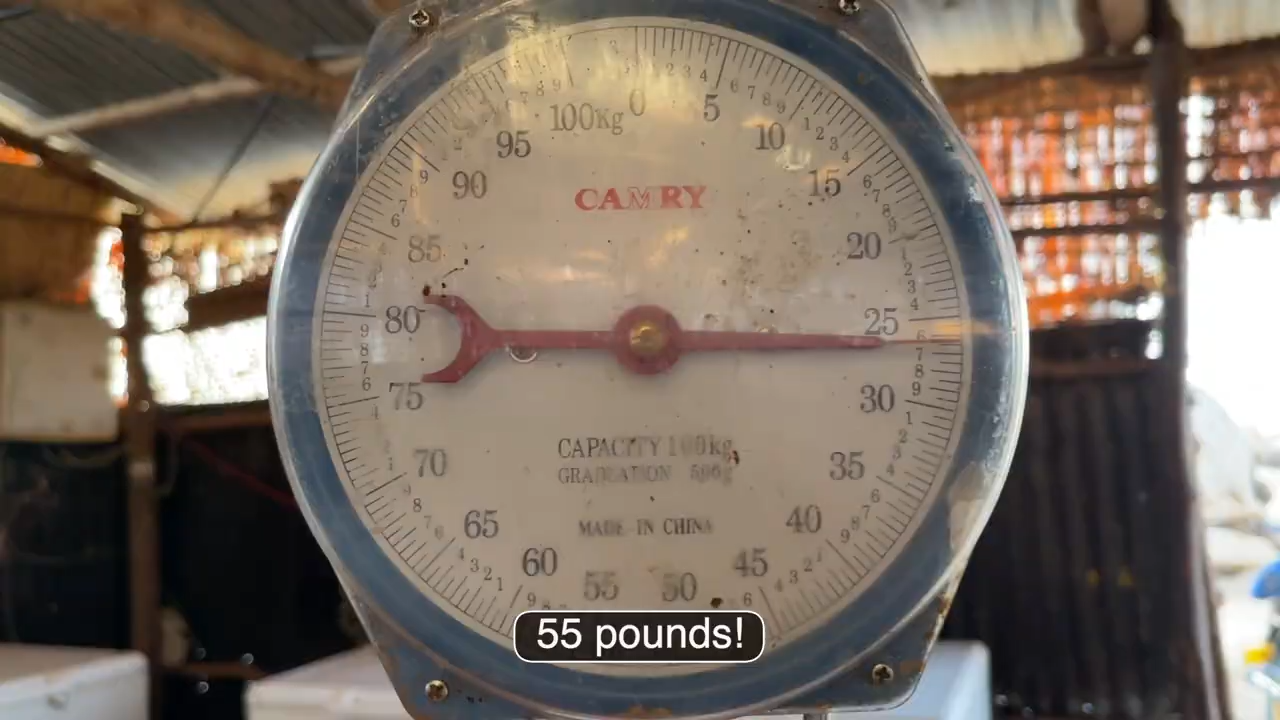 100Kg 0 5
95 10
90 15
CAMRY
85 20
80 25
75 30
70 35
CAPACITY 100kg
GRADUATION 500g
65 40
MADE IN CHINA
60 55 50 45
55 pounds!